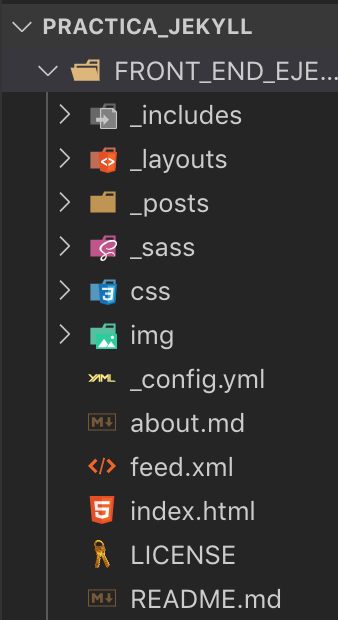 PRACTICA_JEKYLL
FRONT_END_EJE...
_includes
_layouts
_posts
_sass
css
img
_config.yml
about.md
feed.xml
index.html
LICENSE
README.md